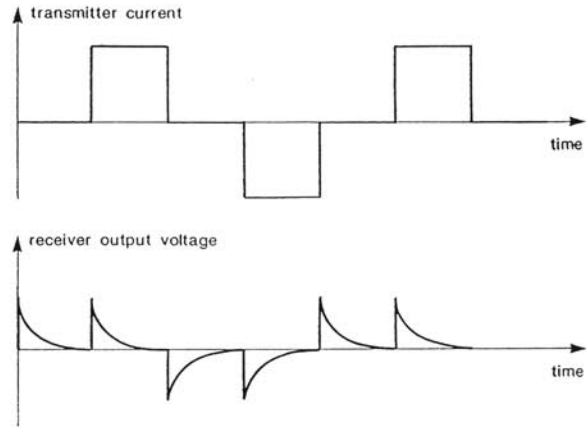 transmitter current
time
receiver output voltage
time